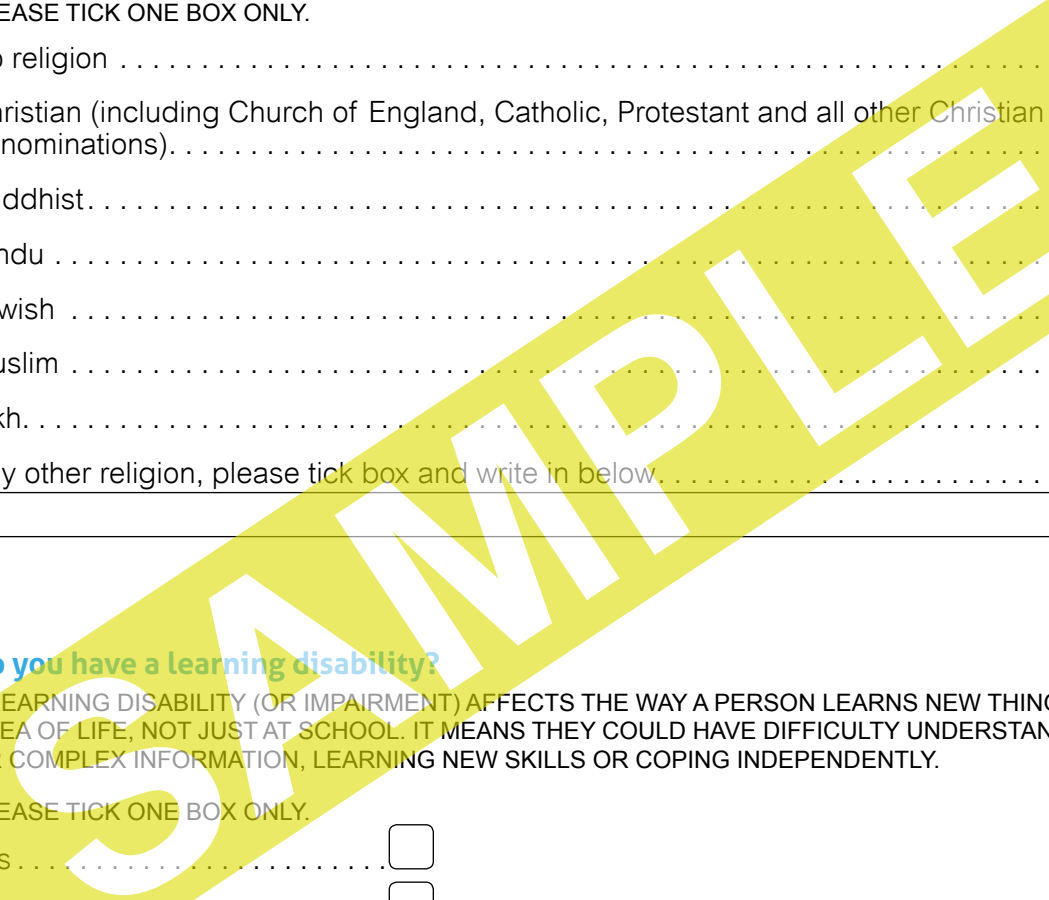 EASE TICK ONE BOX ONLY.
o religion
hristian (including Church of England, Catholic, Protestant and all other Christian
nominations).
ddhist
ndu
wish
uslim
kh.
y other religion, please tick box and write in below
o you have a learning disability?
EARNING DISABILITY (OR IMPAIRMENT) AFFECTS THE WAY A PERSON LEARNS NEW THING
EA OF LIFE, NOT JUST AT SCHOOL. IT MEANS THEY COULD HAVE DIFFICULTY UNDERSTAN
R COMPLEX INFORMATION, LEARNING NEW SKILLS OR COPING INDEPENDENTLY.
EASE TICK ONE BOX ONLY.
s
SAMPLE